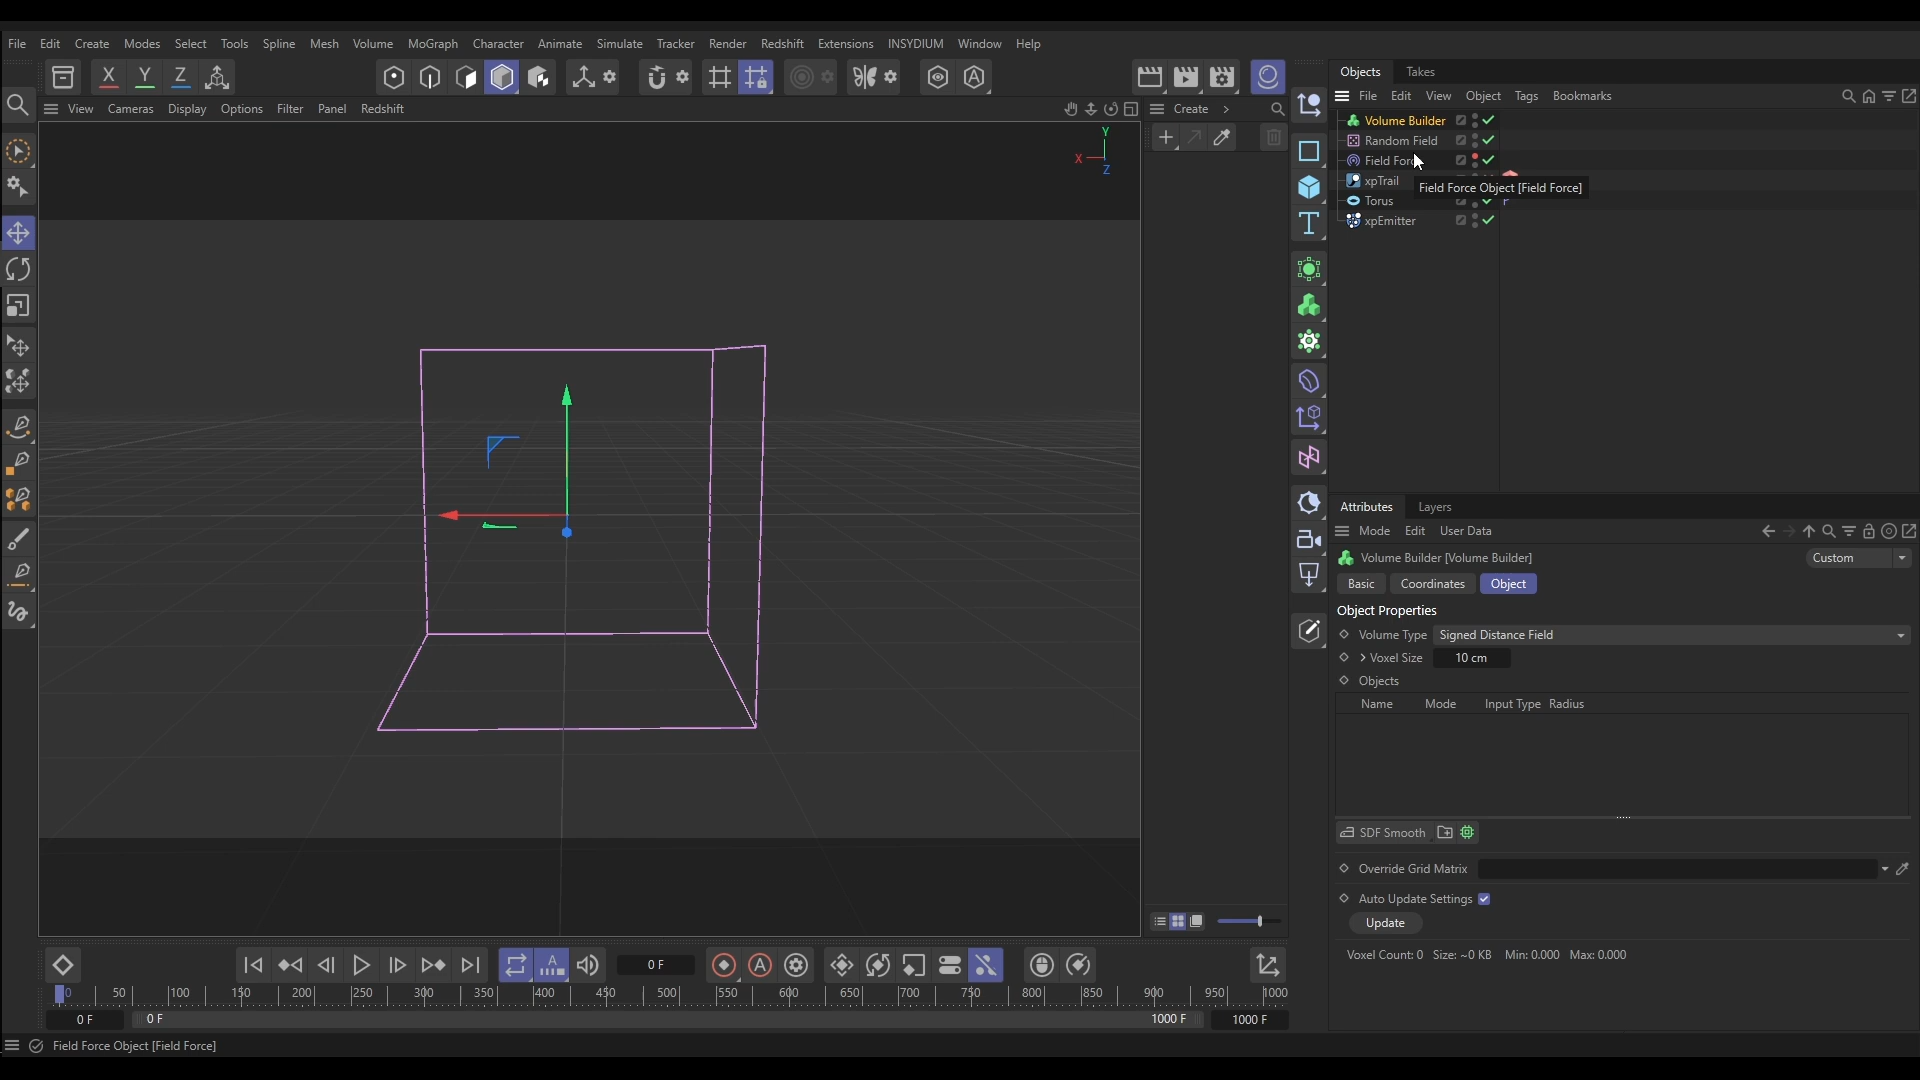 File Edit Create Modes Select Tools Spline Mesh Volume MoGraph Character Animate Simulate Tracker Render Redshift Extensions INSYDIUM Window Help
X Y Z
Objects Takes
View Cameras Display Options Filter Panel Redshift
Create
File Edit View Object Tags Bookmarks
Y
X
Z
Volume Builder
Random Field
Field Forc
xpTrail
Field Force Object [Field Force]
Torus
xpEmitter
Attributes Layers
Mode Edit User Data
Volume Builder [Volume Builder] Custom
Basic Coordinates Object
Object Properties
Volume Type Signed Distance Field
> Voxel Size 10 cm
Objects
Name Mode Input Type Radius
SDF Smooth
Override Grid Matrix
Auto Update Settings
Update
Voxel Count: 0 Size: ~0 KB Min: 0.000 Max: 0.000
0 F
0 50 100 150 200 250 300 350 400 450 500 550 600 650 700 750 800 850 900 950 1000
0 F 0 F 1000 F 1000 F
Field Force Object [Field Force]